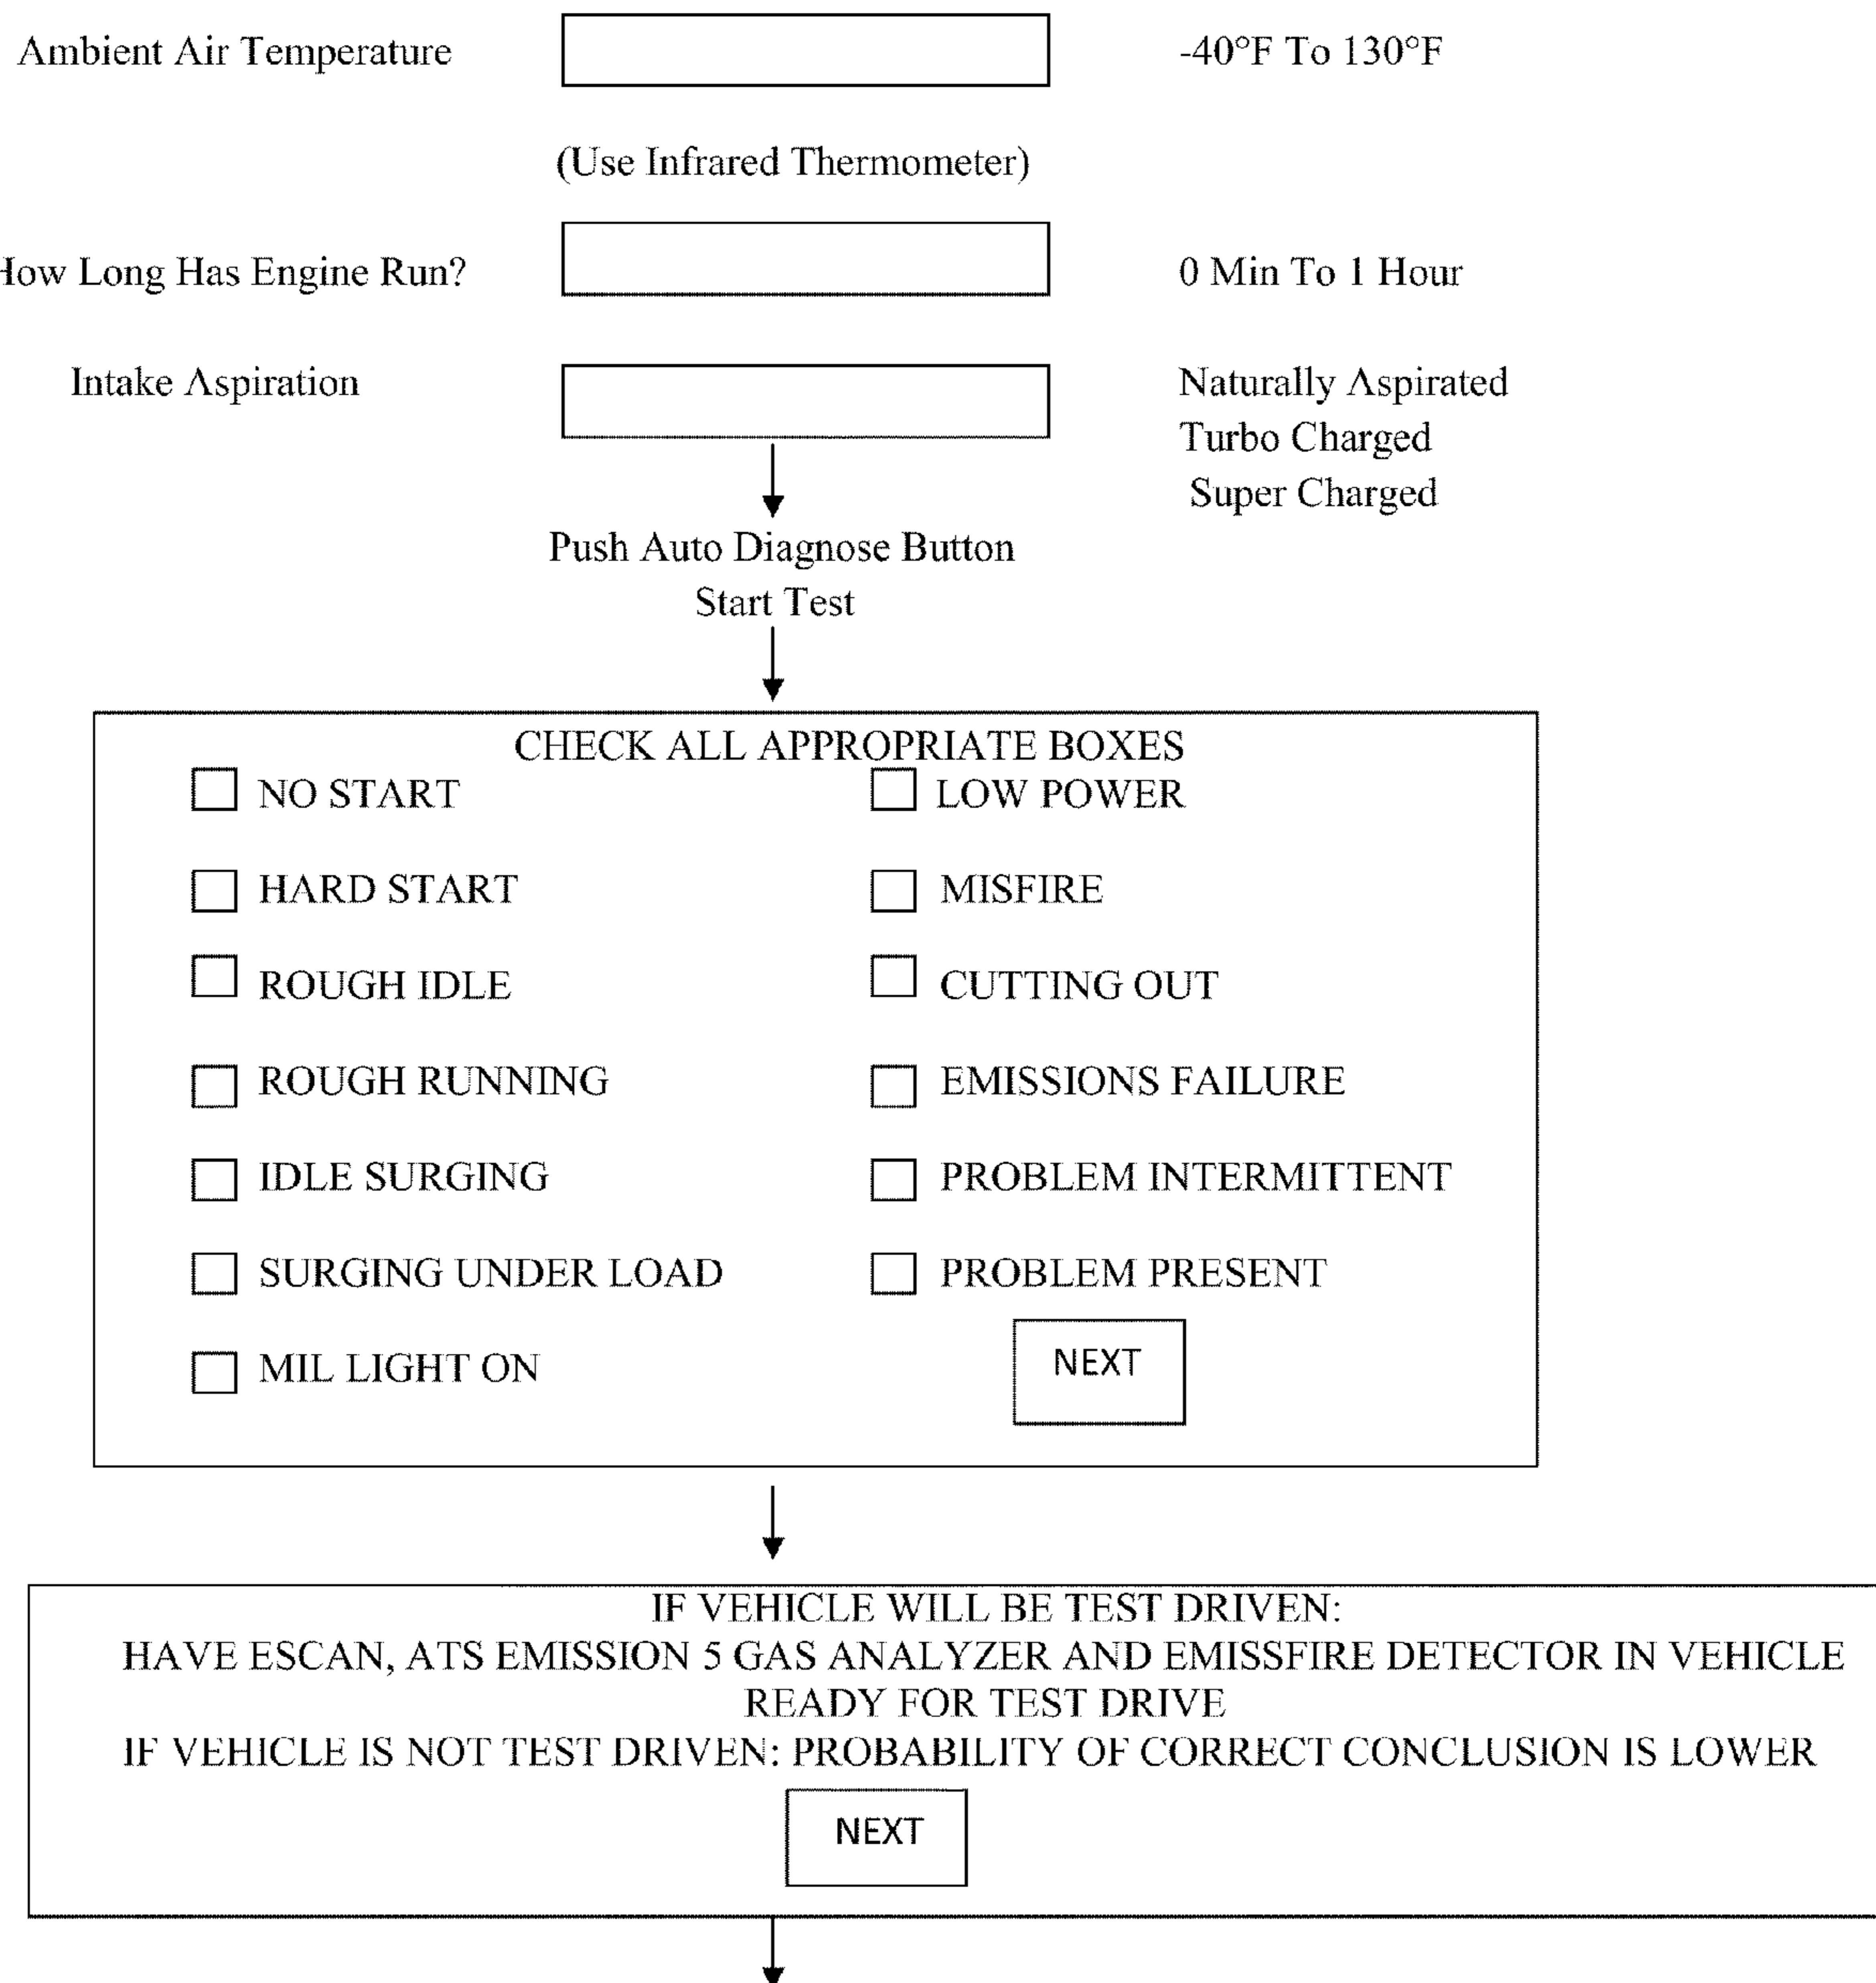 Ambient Air Temperature -40°F To 130°F
(Use Infrared Thermometer)
How Long Has Engine Run? 0 Min To 1 Hour
Intake Aspiration Naturally Aspirated
Turbo Charged
Super Charged
Push Auto Diagnose Button
Start Test
CHECK ALL APPROPRIATE BOXES
NO START LOW POWER
HARD START MISFIRE
ROUGH IDLE CUTTING OUT
ROUGH RUNNING EMISSIONS FAILURE
IDLE SURGING PROBLEM INTERMITTENT
SURGING UNDER LOAD PROBLEM PRESENT
MIL LIGHT ON NEXT
IF VEHICLE WILL BE TEST DRIVEN:
HAVE ESCAN, ATS EMISSION 5 GAS ANALYZER AND EMISSFIRE DETECTOR IN VEHICLE
READY FOR TEST DRIVE
IF VEHICLE IS NOT TEST DRIVEN: PROBABILITY OF CORRECT CONCLUSION IS LOWER
NEXT